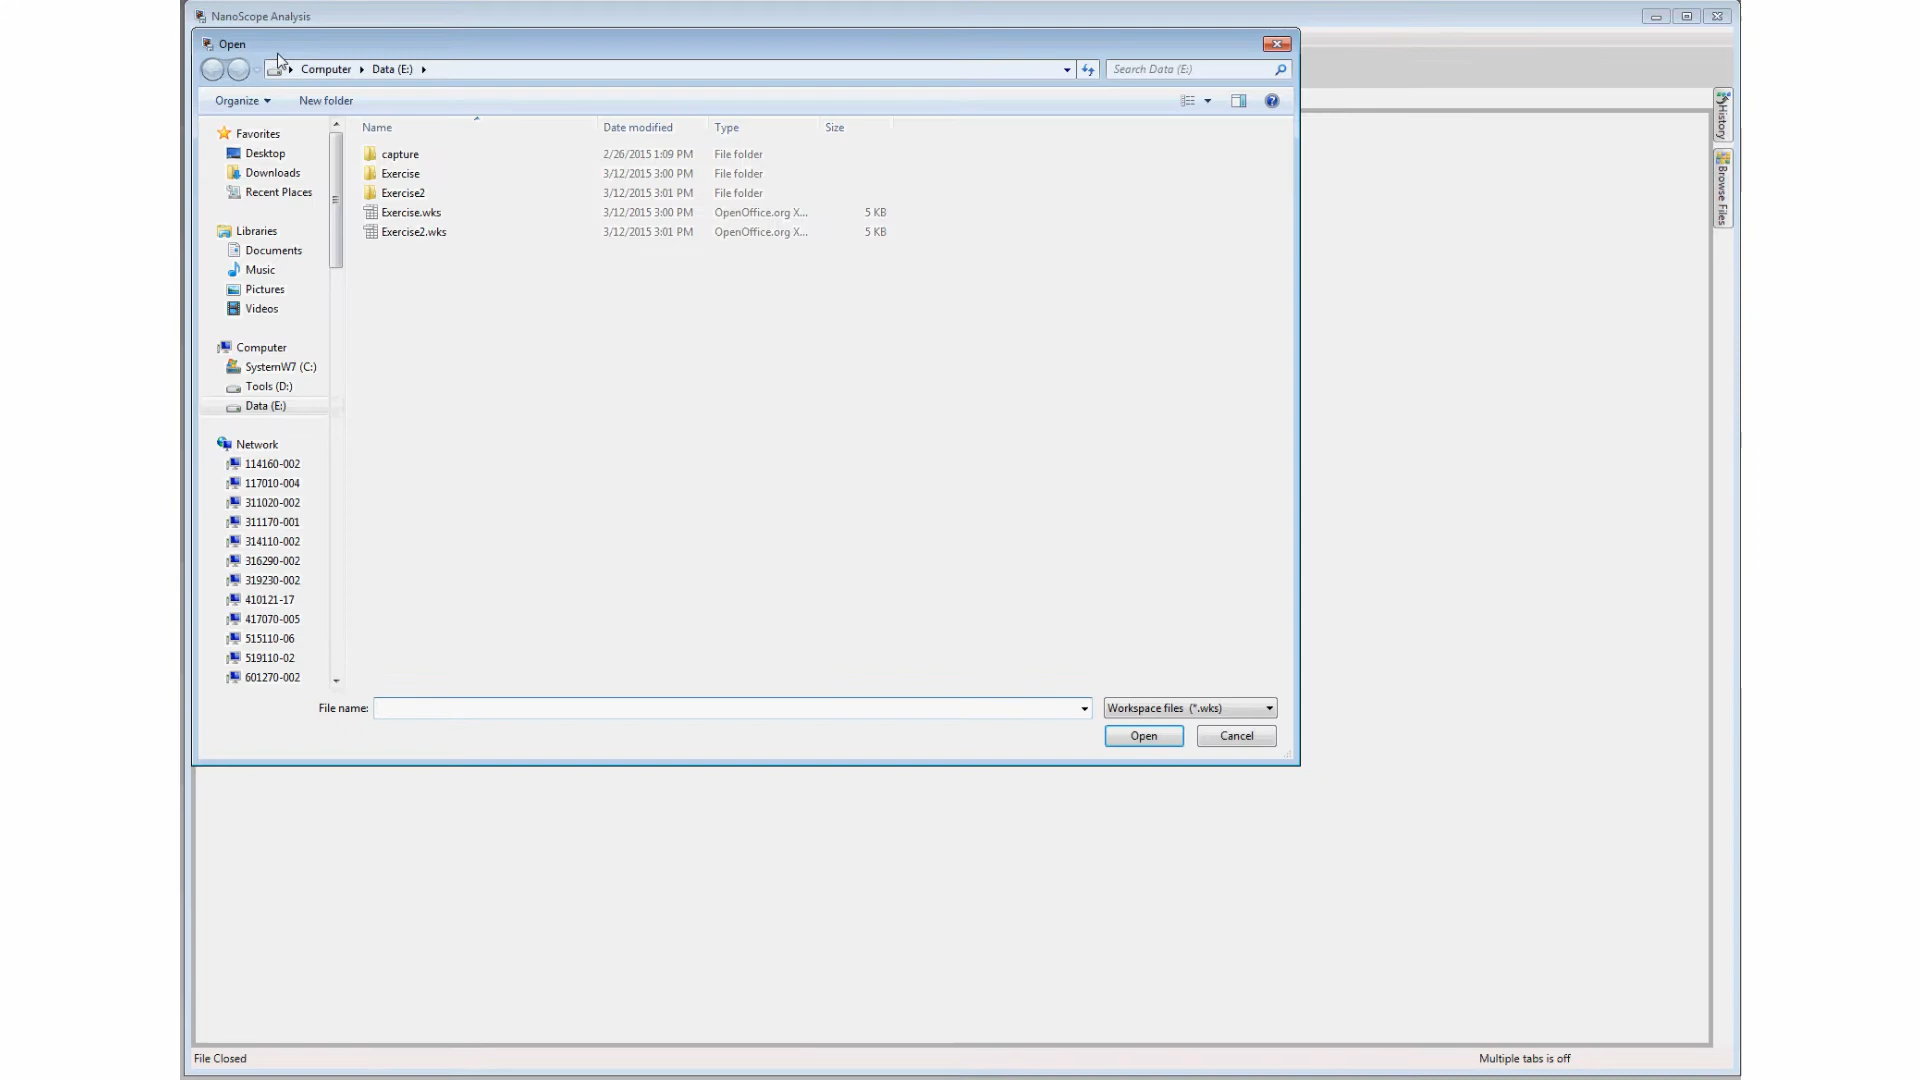 NanoScope Analysis
Open
Computer Data (E:)
Search Data (E:)
Organize New folder
Name Date modified Type Size
Favorites
Desktop
Downloads
Recent Places
Libraries
Documents
Music
Pictures
Videos
Computer
SystemW7 (C:)
Tools (D:)
Data (E:)
Network
114160-002
117010-004
311020-002
311170-001
314110-002
316290-002
319230-002
410121-17
417070-005
515110-06
519110-02
601270-002
capture 2/26/2015 1:09 PM File folder
Exercise 3/12/2015 3:00 PM File folder
Exercise2 3/12/2015 3:01 PM File folder
Exercise.wks 3/12/2015 3:00 PM OpenOffice.org X... 5 KB
Exercise2.wks 3/12/2015 3:01 PM OpenOffice.org X... 5 KB
File name: Workspace files (*.wks)
Open Cancel
History
Browse Files
File Closed Multiple tabs is off